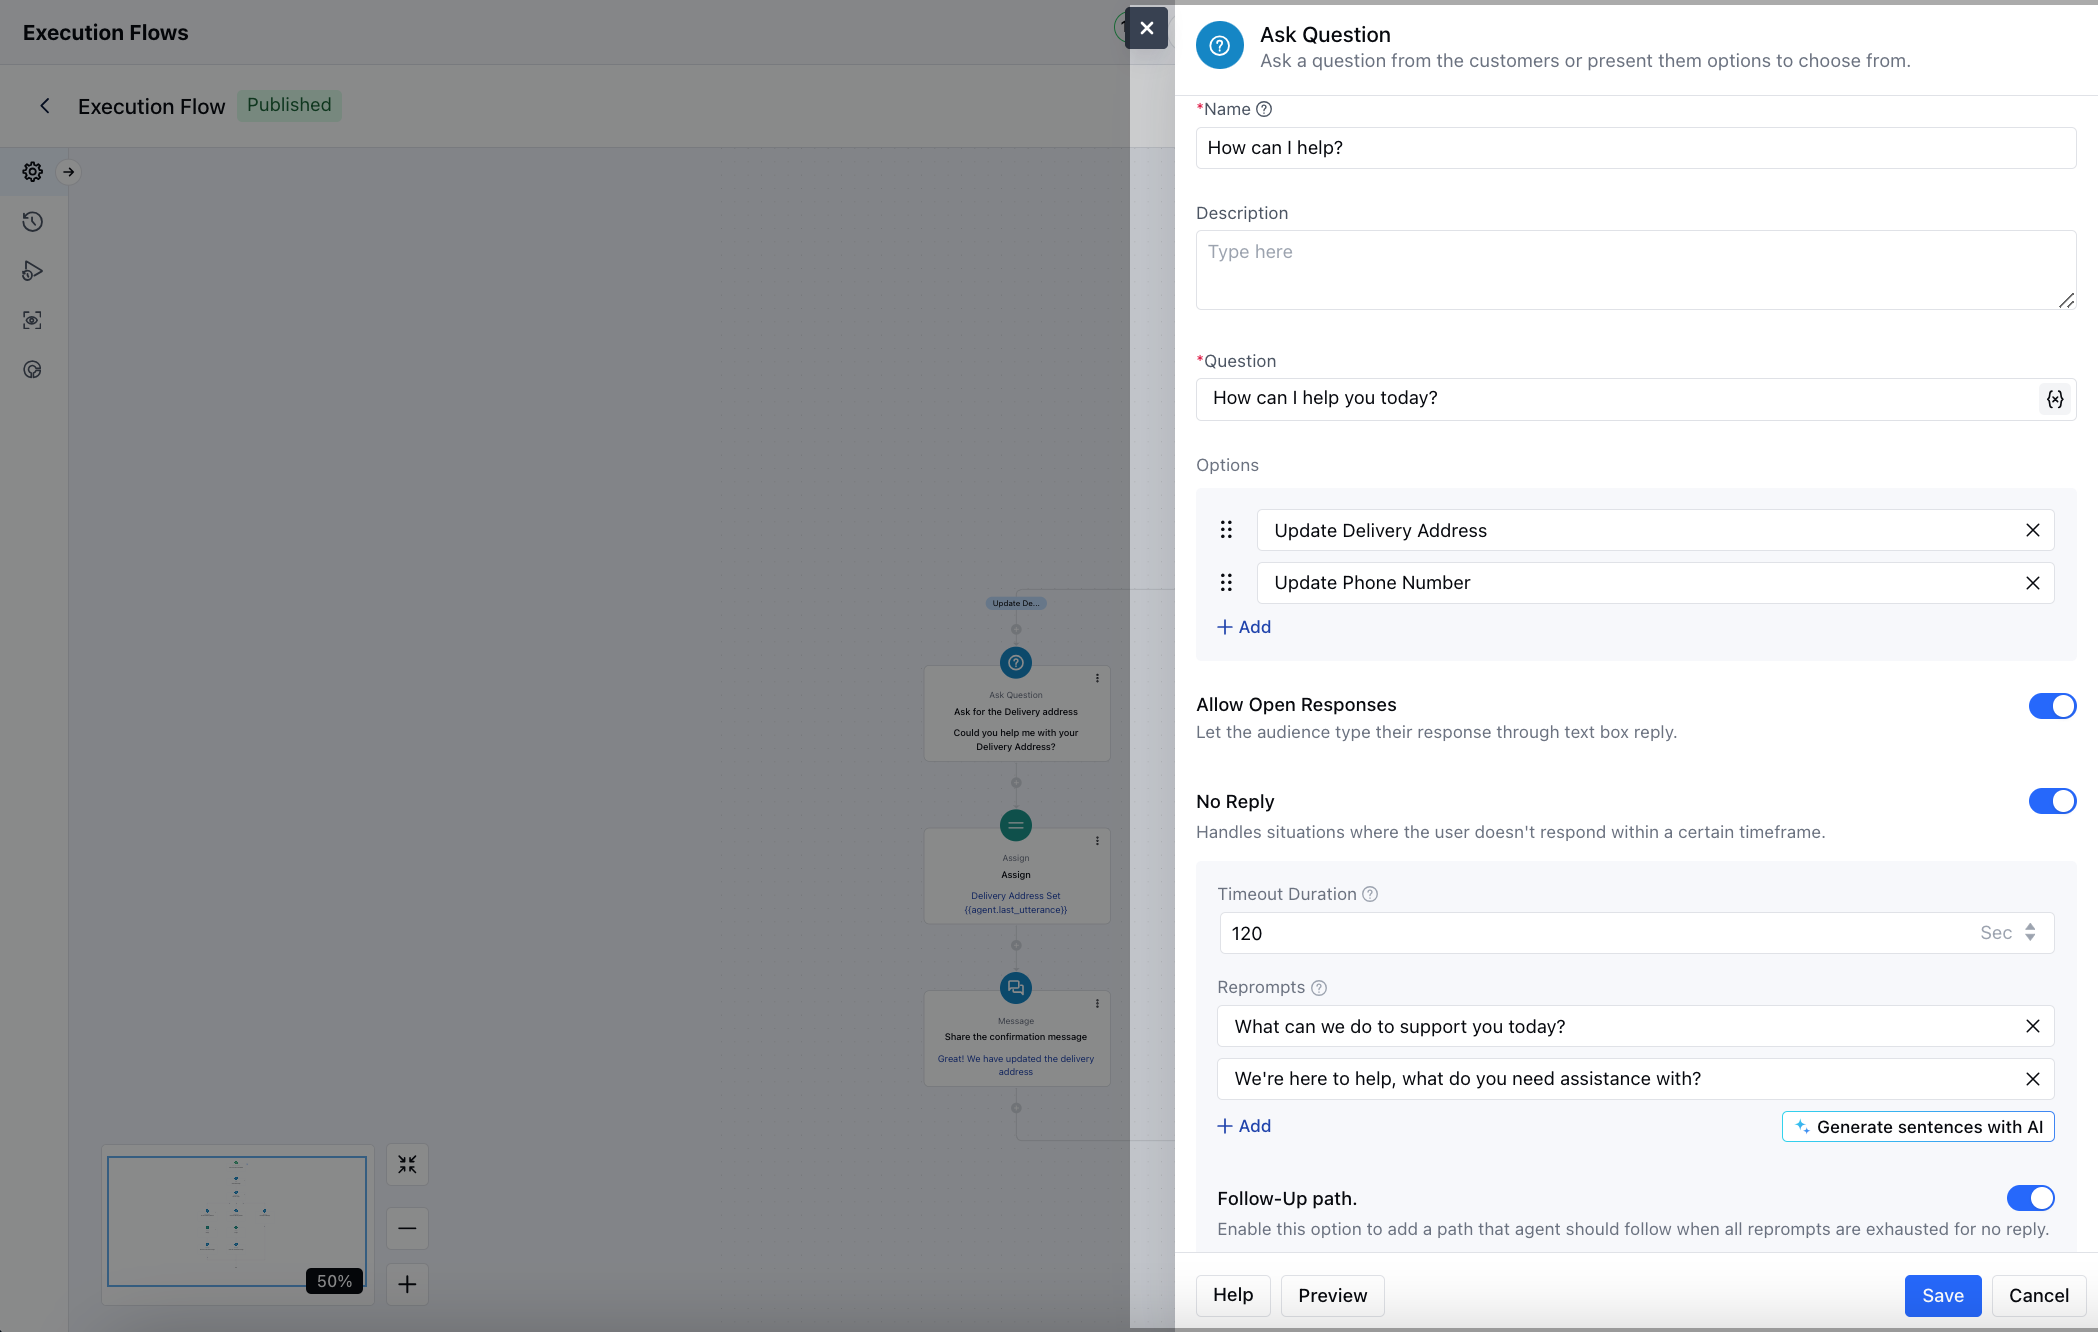 Execution Flows
Execution Flow
Published
Update De...
Ask Question
Ask for the Delivery address
Could you help me with your
Delivery Address?
Assign
Assign
Delivery Address Set
{{agent.last_utterance}}
Message
Share the confirmation message
Great! We have updated the delivery
address
50%
Ask Question
Ask a question from the customers or present them options to choose from.
*Name
How can I help?
Description
Type here
*Question
How can I help you today?
{x}
Options
Update Delivery Address
Update Phone Number
+ Add
Allow Open Responses
Let the audience type their response through text box reply.
No Reply
Handles situations where the user doesn't respond within a certain timeframe.
Timeout Duration
120 Sec
Reprompts
What can we do to support you today?
We're here to help, what do you need assistance with?
+ Add
Generate sentences with AI
Follow-Up path.
Enable this option to add a path that agent should follow when all reprompts are exhausted for no reply.
Help
Preview
Save
Cancel